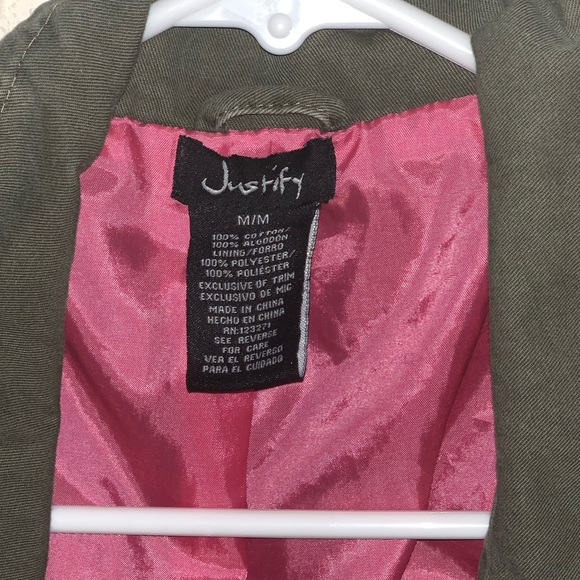 Justify
M/M
100% COTTON/
100% ALGODON
LINING/FORRO
100% POLYESTER/
100% POLIÉSTER
EXCLUSIVE OF TRIM
EXCLUSIVO DE MIC
MADE IN CHINA
HECHO EN CHINA
RN:123271
SEE REVERSE
FOR CARE
VEA EL REVERSO
PARA EL CUIDADO